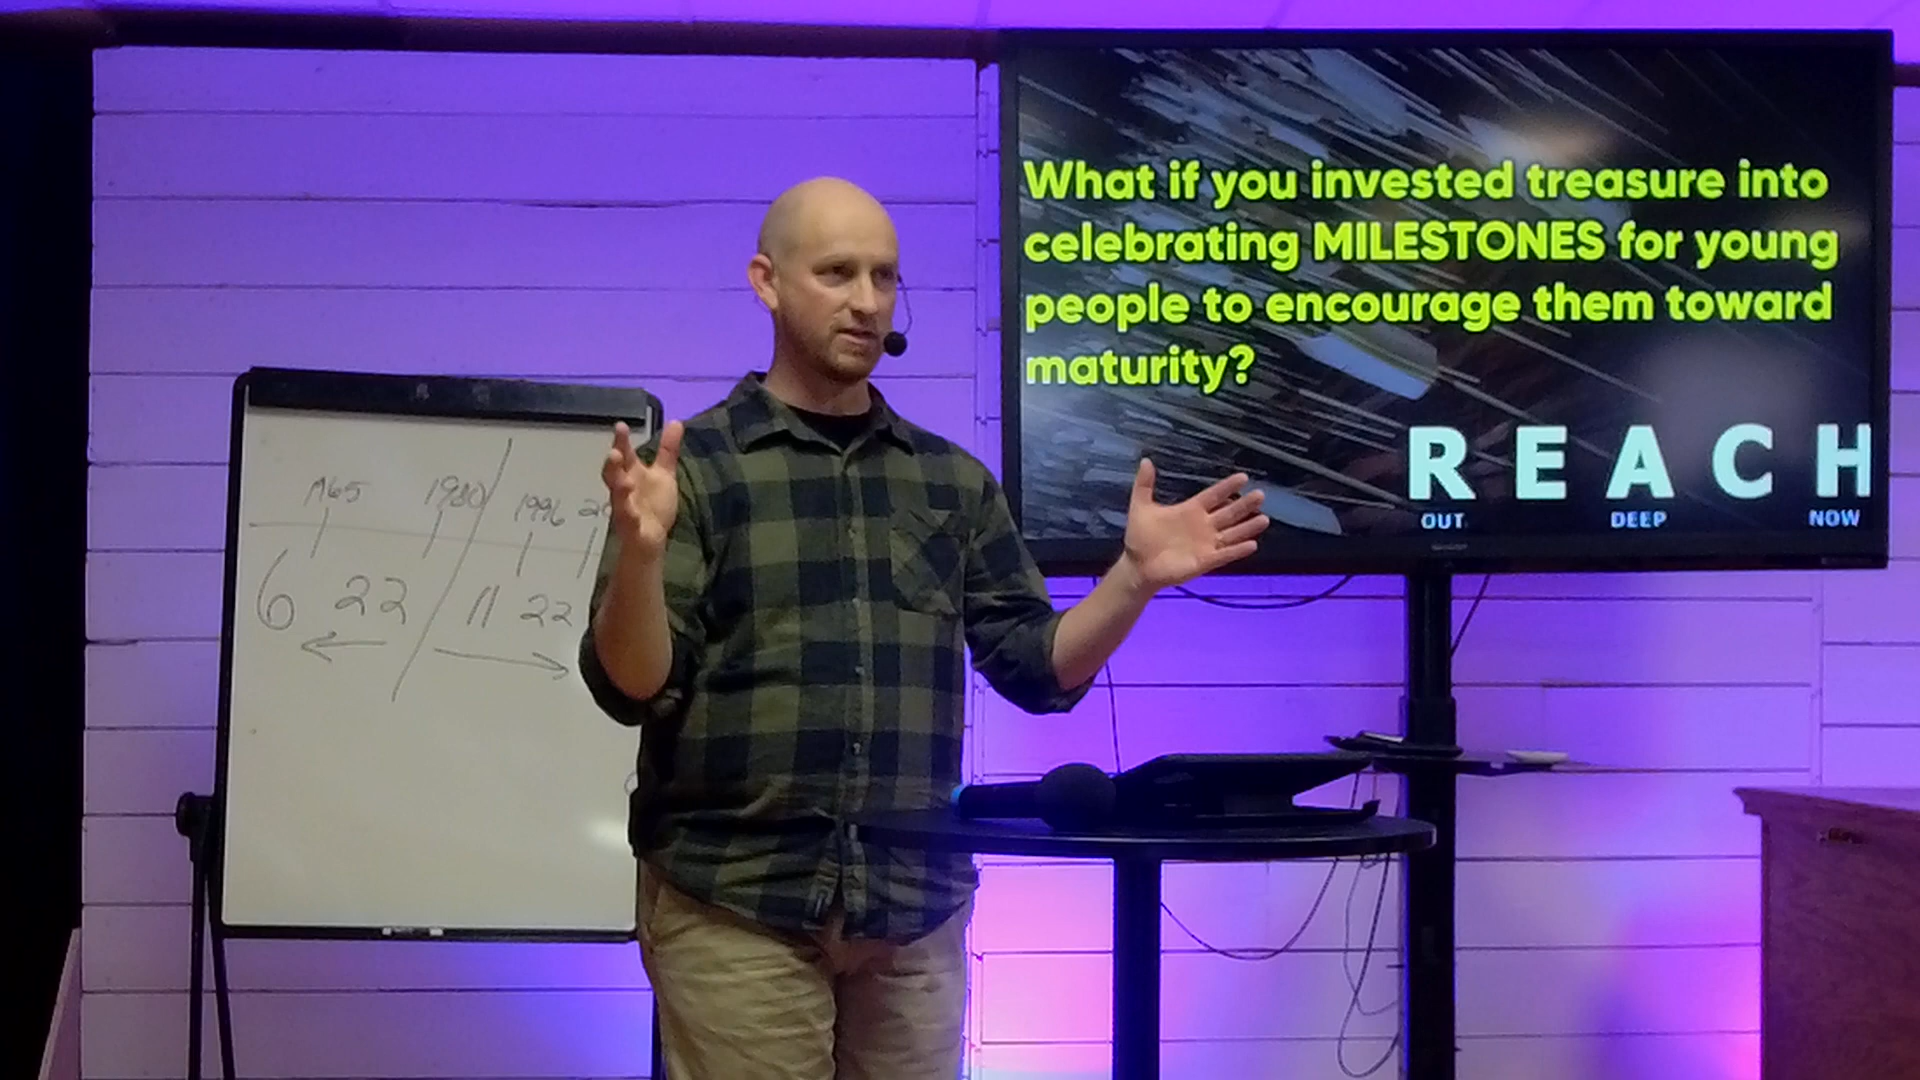 What if you invested treasure into
celebrating MILESTONES for young
people to encourage them toward
maturity?
REACH
OUT DEEP NOW
1965 1980 1996
6 22 11 22